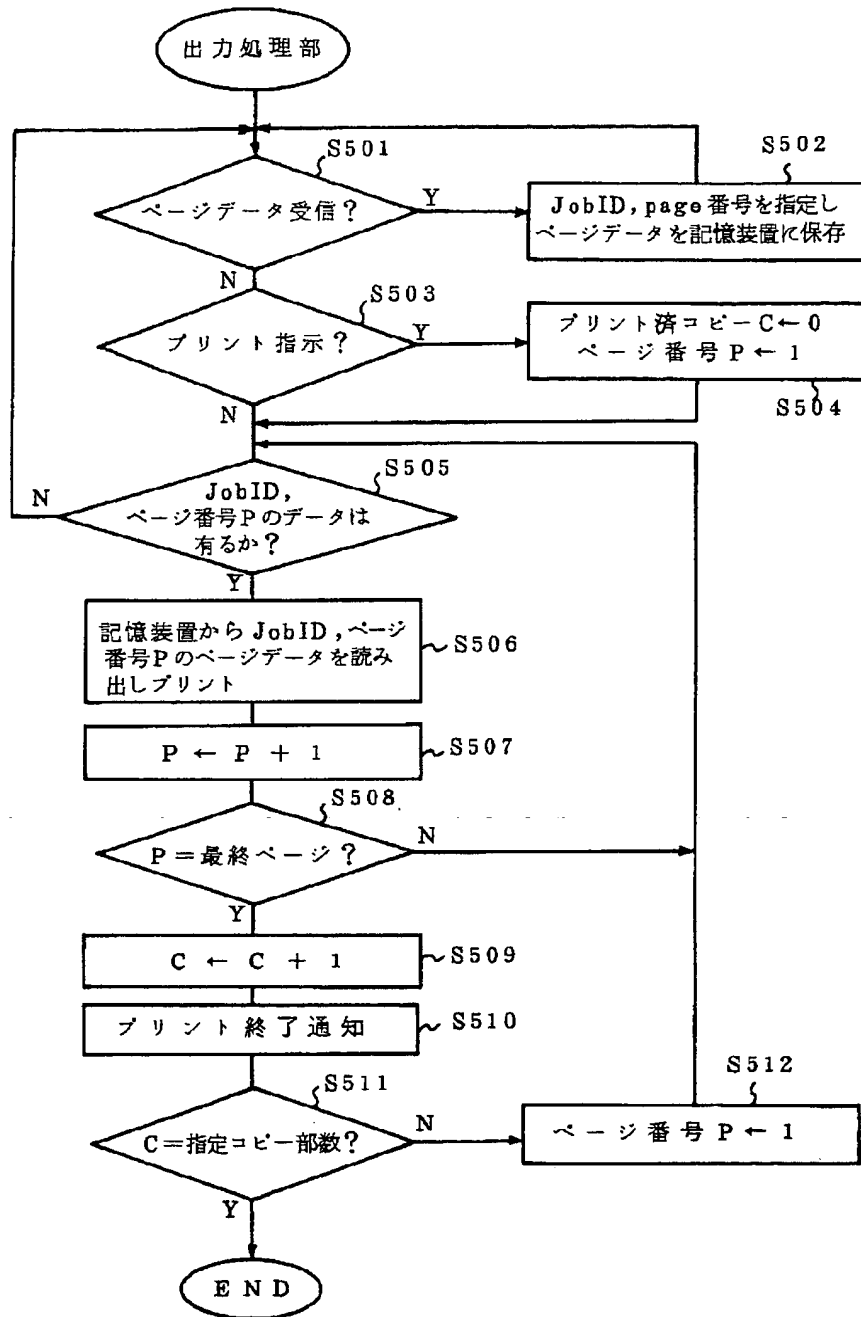 出力処理部
S501
ページデータ受信?
Y
N
S502
JobID,page番号を指定し
ページデータを記憶装置に保存
S503
プリント指示?
Y
N
プリント済コピーC←0
ページ番号P←1
S504
S505
JobID,
ページ番号Pのデータは
有るか?
N
Y
記憶装置からJobID,ページ
番号Pのページデータを読み
出しプリント
S506
P ← P + 1
S507
S508
P=最終ページ?
N
Y
C ← C + 1
S509
プリント終了通知
S510
S511
C=指定コピー部数?
N
Y
S512
ページ番号P←1
END